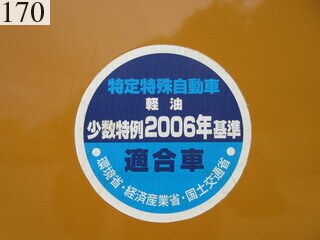 170
特定特殊自動車
軽油
少数特例2006年基準
適合車
・環境省・経済産業省・国土交通省・